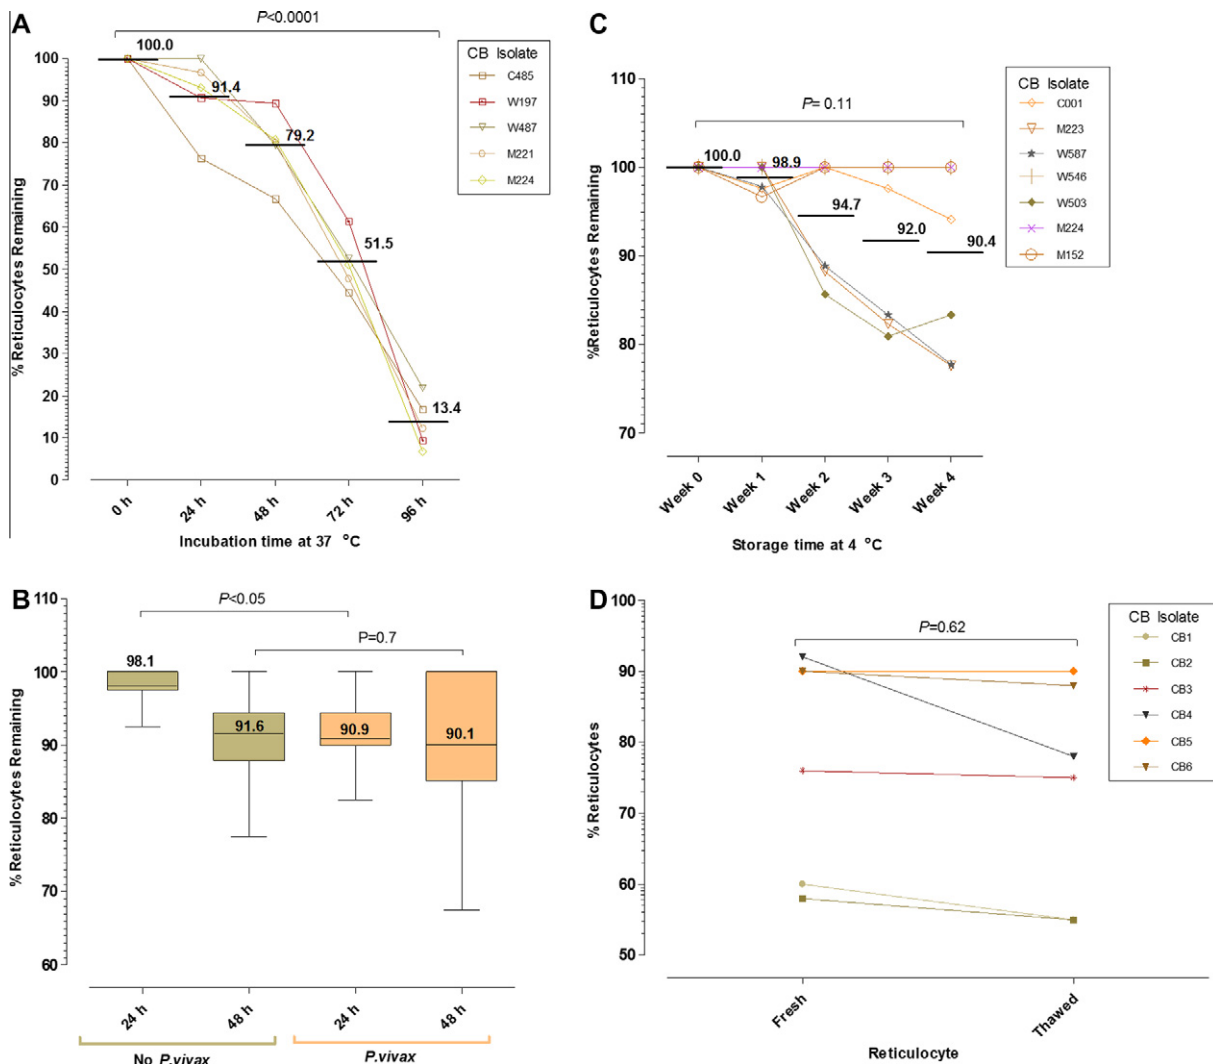 A
P<0.0001
100.0
91.4
79.2
51.5
13.4
% Reticulocytes Remaining
100
90
80
70
60
50
40
30
20
10
0
0 h
24 h
48 h
72 h
96 h
Incubation time at 37 °C
CB Isolate
C485
W197
W487
M221
M224
C
P= 0.11
100.0
98.9
94.7
92.0
90.4
%Reticulocytes Remaining
110
100
90
80
70
Week 0
Week 1
Week 2
Week 3
Week 4
Storage time at 4 °C
CB Isolate
C001
M223
W587
W546
W503
M224
M152
B
P<0.05
P=0.7
98.1
91.6
90.9
90.1
% Reticulocytes Remaining
110
100
90
80
70
60
24 h
48 h
24 h
48 h
No P.vivax
P.vivax
D
P=0.62
% Reticulocytes
100
90
80
70
60
50
Fresh
Thawed
Reticulocyte
CB Isolate
CB1
CB2
CB3
CB4
CB5
CB6